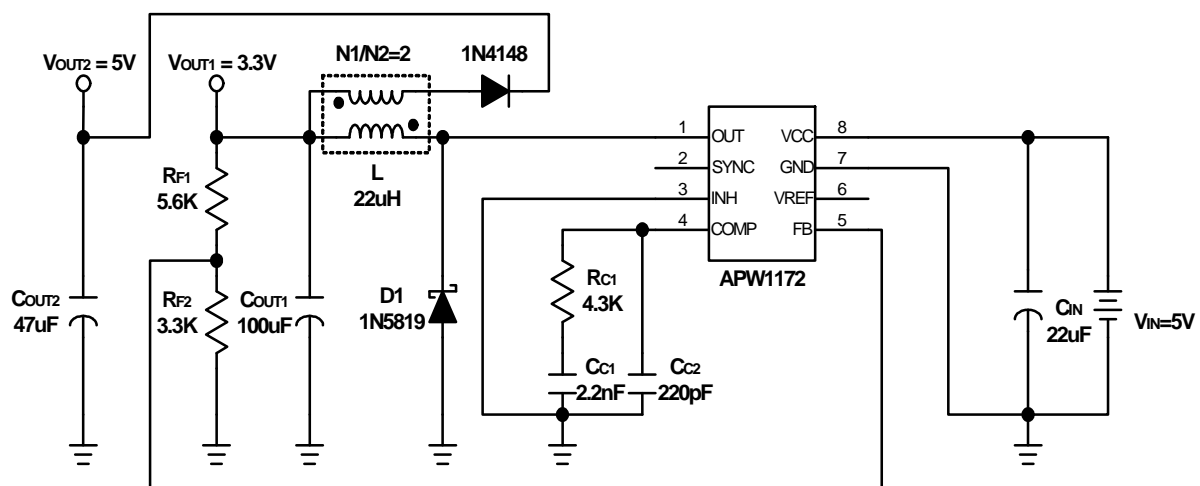 VOUT2 = 5V
VOUT1 = 3.3V
N1/N2=2
1N4148
L
22uH
RF1
5.6K
RF2
3.3K
COUT2
47uF
COUT1
100uF
D1
1N5819
1
OUT
2
SYNC
3
INH
4
COMP
VCC
8
GND
7
VREF
6
FB
5
APW1172
RC1
4.3K
CC1
2.2nF
CC2
220pF
CIN
22uF
VIN=5V